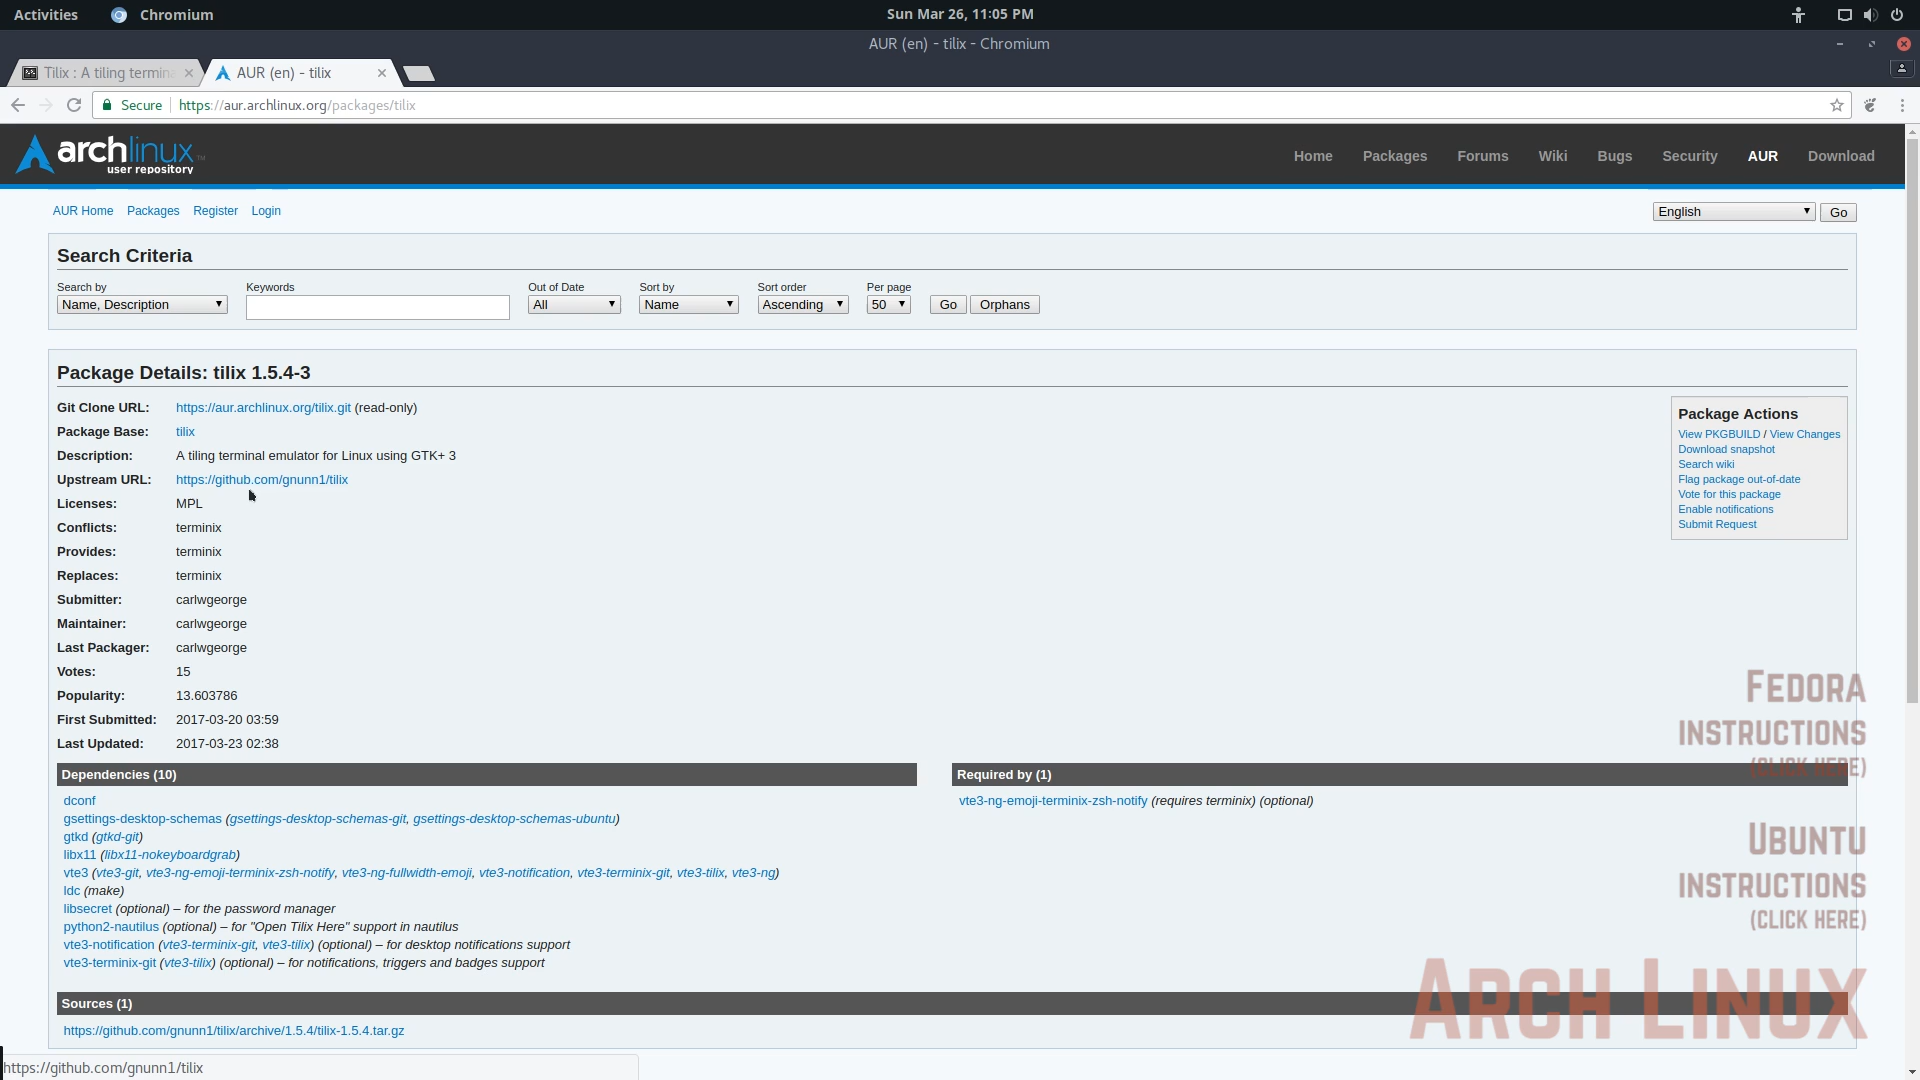 Activities Chromium Sun Mar 26, 11:05 PM
AUR (en) - tilix - Chromium
Tilix : A tiling termina AUR (en) - tilix
Secure https://aur.archlinux.org/packages/tilix
archlinux™
user repository
Home Packages Forums Wiki Bugs Security AUR Download
AUR Home Packages Register Login
English Go
Search Criteria
Search by Keywords Out of Date Sort by Sort order Per page
Name, Description All Name Ascending 50 Go Orphans
Package Details: tilix 1.5.4-3
Git Clone URL: https://aur.archlinux.org/tilix.git (read-only)
Package Base: tilix
Description: A tiling terminal emulator for Linux using GTK+ 3
Upstream URL: https://github.com/gnunn1/tilix
Licenses: MPL
Conflicts: terminix
Provides: terminix
Replaces: terminix
Submitter: carlwgeorge
Maintainer: carlwgeorge
Last Packager: carlwgeorge
Votes: 15
Popularity: 13.603786
First Submitted: 2017-03-20 03:59
Last Updated: 2017-03-23 02:38
Package Actions
View PKGBUILD / View Changes
Download snapshot
Search wiki
Flag package out-of-date
Vote for this package
Enable notifications
Submit Request
Dependencies (10)
dconf
gsettings-desktop-schemas (gsettings-desktop-schemas-git, gsettings-desktop-schemas-ubuntu)
gtkd (gtkd-git)
libx11 (libx11-nokeyboardgrab)
vte3 (vte3-git, vte3-ng-emoji-terminix-zsh-notify, vte3-ng-fullwidth-emoji, vte3-notification, vte3-terminix-git, vte3-tilix, vte3-ng)
ldc (make)
libsecret (optional) – for the password manager
python2-nautilus (optional) – for "Open Tilix Here" support in nautilus
vte3-notification (vte3-terminix-git, vte3-tilix) (optional) – for desktop notifications support
vte3-terminix-git (vte3-tilix) (optional) – for notifications, triggers and badges support
Required by (1)
vte3-ng-emoji-terminix-zsh-notify (requires terminix) (optional)
Sources (1)
https://github.com/gnunn1/tilix/archive/1.5.4/tilix-1.5.4.tar.gz
Fedora
instructions
(click here)
Ubuntu
instructions
(click here)
Arch Linux
https://github.com/gnunn1/tilix